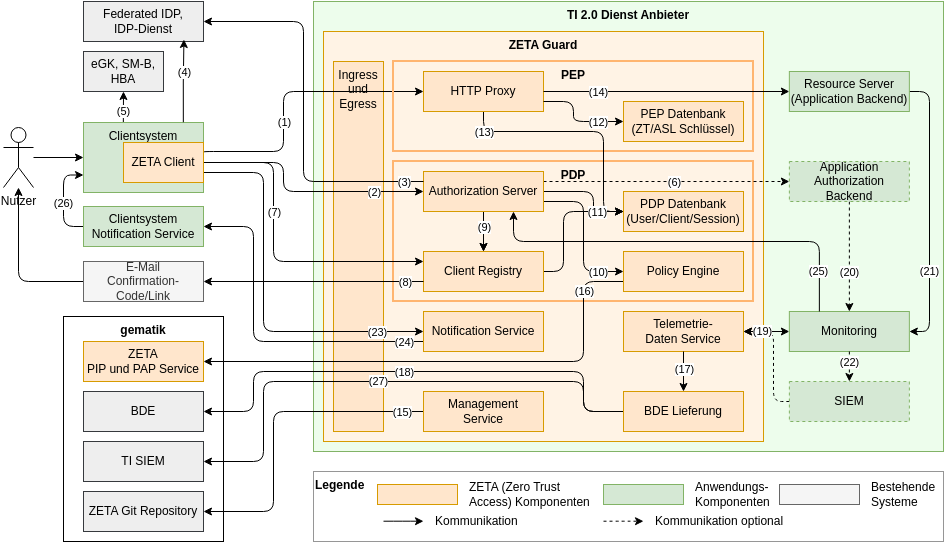 Federated IDP,
IDP-Dienst
TI 2.0 Dienst Anbieter
ZETA Guard
eGK, SM-B,
HBA
(4)
(5)
Ingress
und
Egress
PEP
HTTP Proxy
(14)
(12)
(13)
PEP Datenbank
(ZT/ASL Schlüssel)
Resource Server
(Application Backend)
(1)
Clientsystem
ZETA Client
Nutzer
(26)
(7)
(3)
(2)
PDP
Authorization Server
(6)
(11)
PDP Datenbank
(User/Client/Session)
Application
Authorization
Backend
Clientsystem
Notification Service
(9)
E-Mail
Confirmation-
Code/Link
(8)
Client Registry
(10)
(16)
Policy Engine
(25)
(20)
(21)
gematik
ZETA
PIP und PAP Service
(23)
(24)
Notification Service
Telemetrie-
Daten Service
(19)
Monitoring
(22)
(17)
(18)
(27)
BDE
(15)
Management
Service
BDE Lieferung
SIEM
TI SIEM
ZETA Git Repository
Legende
ZETA (Zero Trust
Access) Komponenten
Anwendungs-
Komponenten
Bestehende
Systeme
Kommunikation
Kommunikation optional